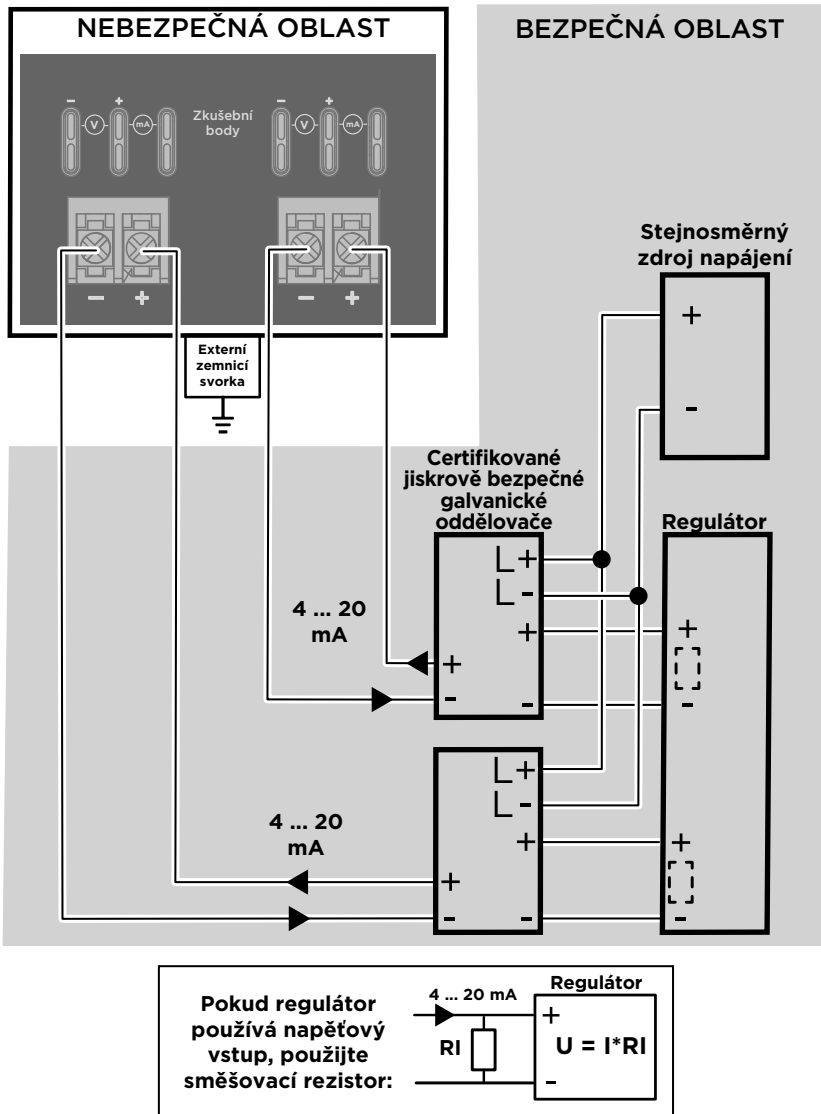 NEBEZPEČNÁ OBLAST
BEZPEČNÁ OBLAST
- + - +
V mA V mA
Zkušební
body
- + - +
Externí
zemnicí
svorka
Stejnosměrný
zdroj napájení
+
-
Certifikované
jiskrově bezpečné
galvanické
oddělovače
Regulátor
L +
L -
+ +
4 ... 20
mA
+
- - -
L +
L -
+ +
4 ... 20
mA
+
- - -
Pokud regulátor
používá napěťový
vstup, použijte
směšovací rezistor:
4 ... 20 mA
RI
Regulátor
+
U = I*RI
-